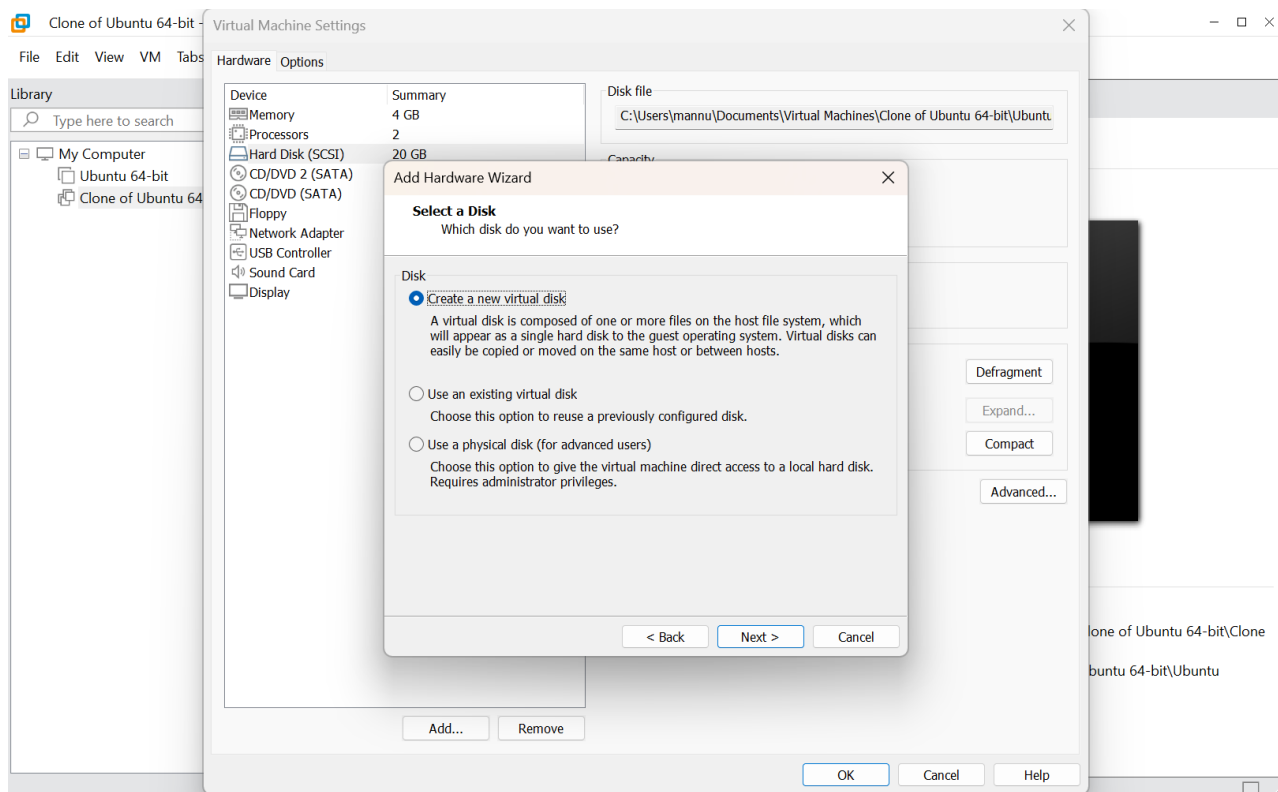 Clone of Ubuntu 64-bit -
File Edit View VM Tabs
Library
Type here to search
My Computer
Ubuntu 64-bit
Clone of Ubuntu 64
Virtual Machine Settings
Hardware Options
Device Summary
Memory 4 GB
Processors 2
Hard Disk (SCSI) 20 GB
CD/DVD 2 (SATA)
CD/DVD (SATA)
Floppy
Network Adapter
USB Controller
Sound Card
Display
Add... Remove
Disk file
C:\Users\mannu\Documents\Virtual Machines\Clone of Ubuntu 64-bit\Ubuntu
Capacity
Defragment
Expand...
Compact
Advanced...
Add Hardware Wizard
Select a Disk
Which disk do you want to use?
Disk
Create a new virtual disk
A virtual disk is composed of one or more files on the host file system, which
will appear as a single hard disk to the guest operating system. Virtual disks can
easily be copied or moved on the same host or between hosts.
Use an existing virtual disk
Choose this option to reuse a previously configured disk.
Use a physical disk (for advanced users)
Choose this option to give the virtual machine direct access to a local hard disk.
Requires administrator privileges.
< Back Next > Cancel
OK Cancel Help
lone of Ubuntu 64-bit\Clone
buntu 64-bit\Ubuntu